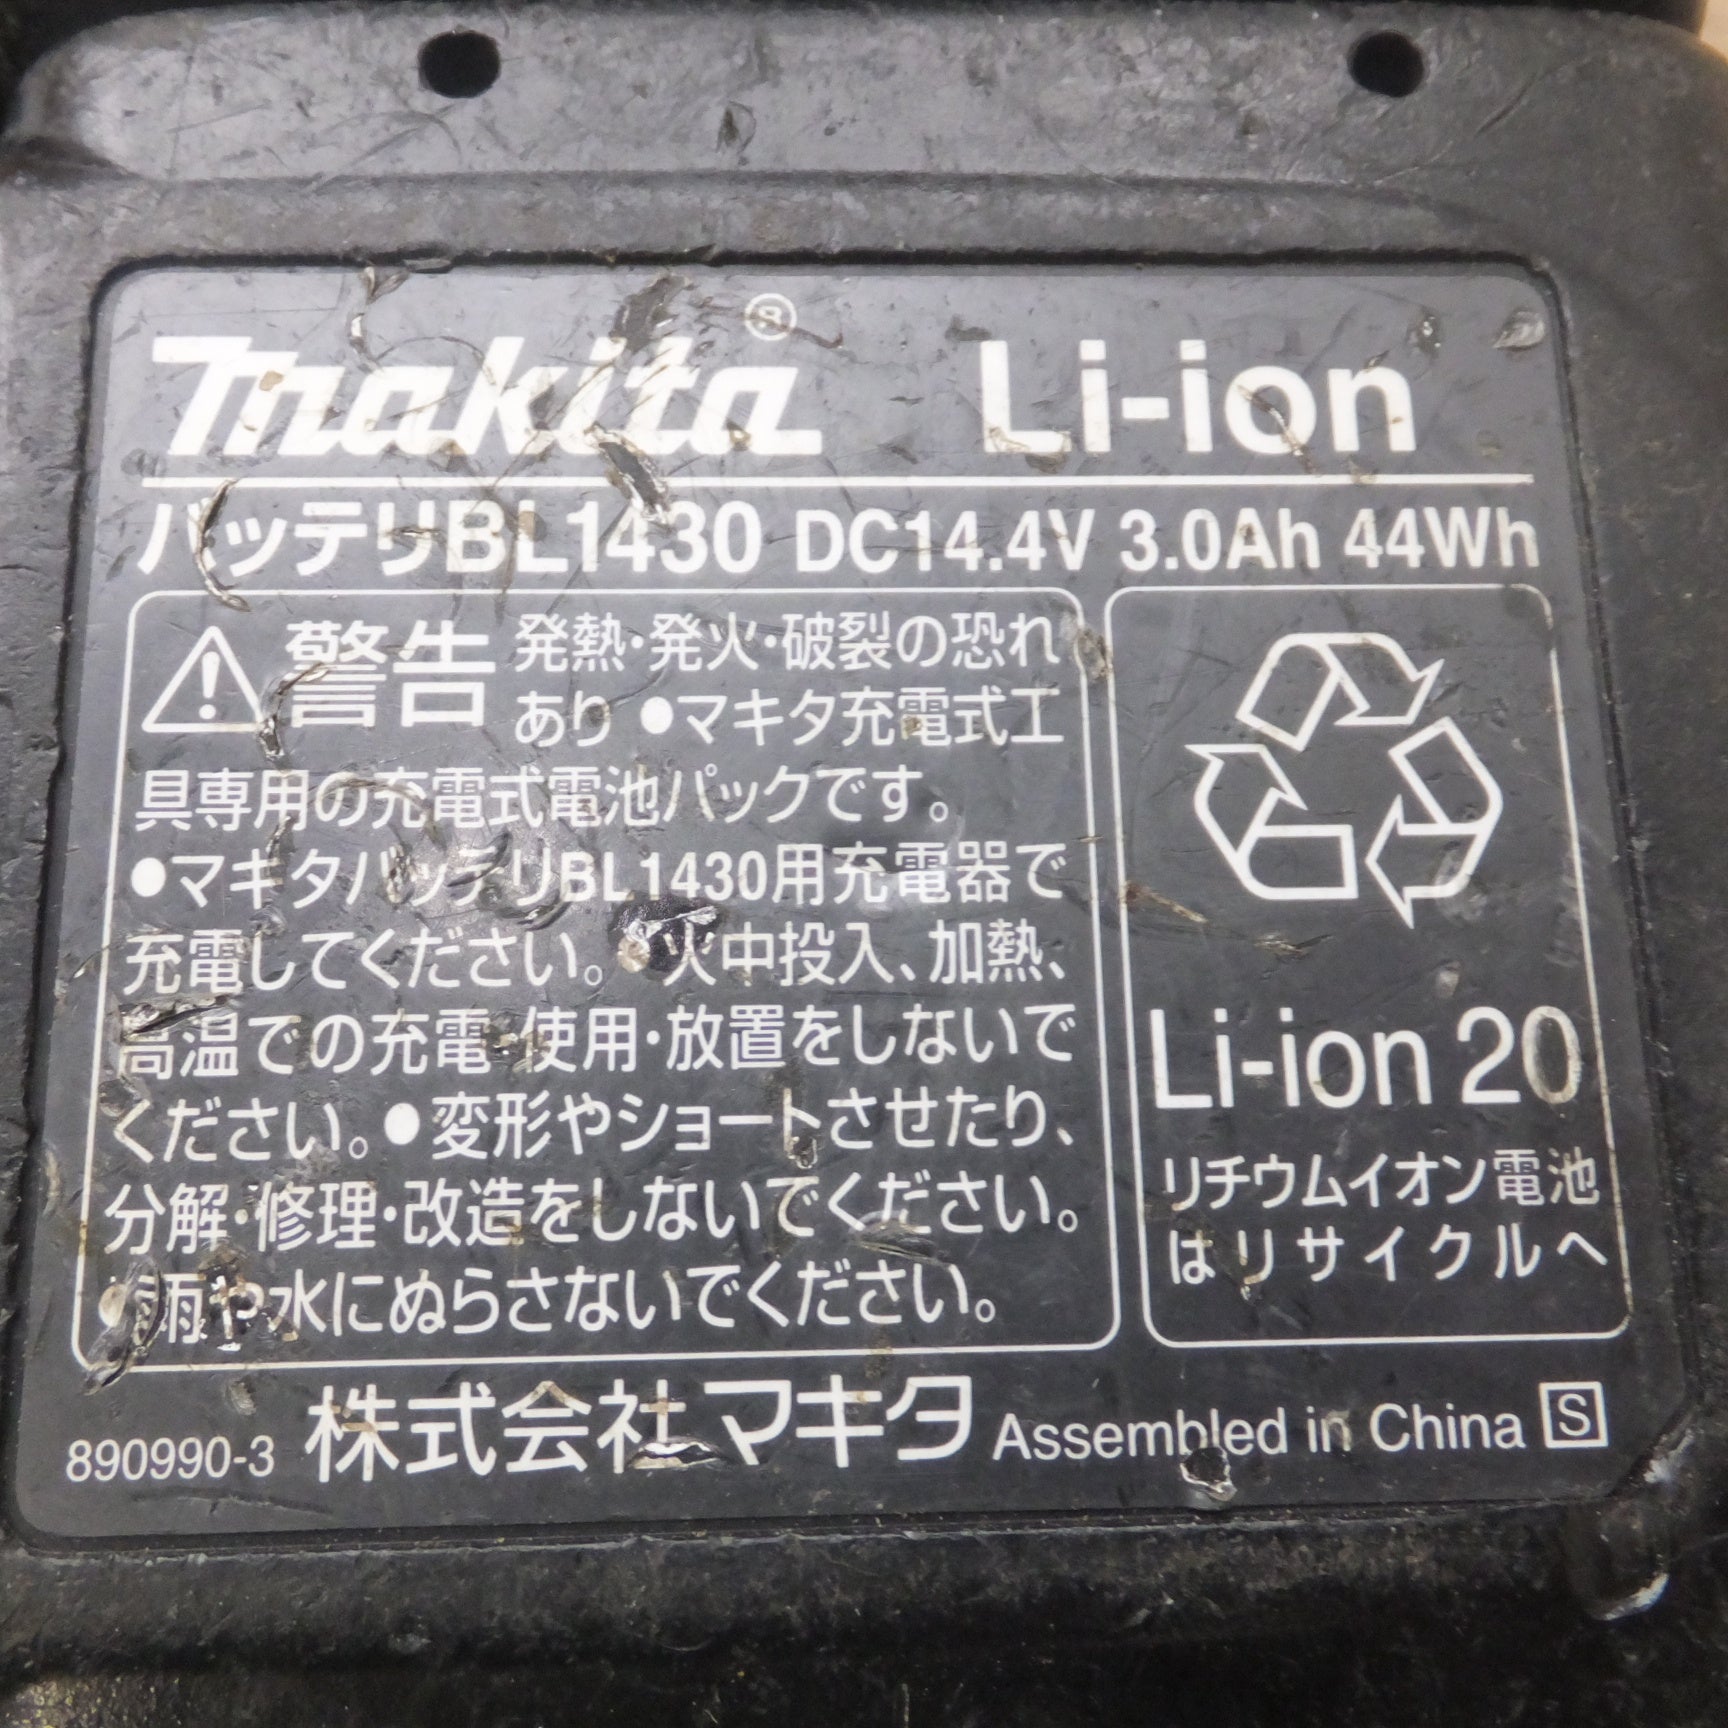 makita® Li-ion
バッテリBL1430 DC14.4V 3.0Ah 44Wh
警告 発熱・発火・破裂の恐れ
あり ●マキタ充電式工
具専用の充電式電池パックです。
●マキタバッテリBL1430用充電器で
充電してください。●火中投入、加熱、
高温での充電・使用・放置をしないで
ください。●変形やショートさせたり、
分解・修理・改造をしないでください。
●雨や水にぬらさないでください。
Li-ion 20
リチウムイオン電池
はリサイクルへ
890990-3 株式会社マキタ Assembled in China S